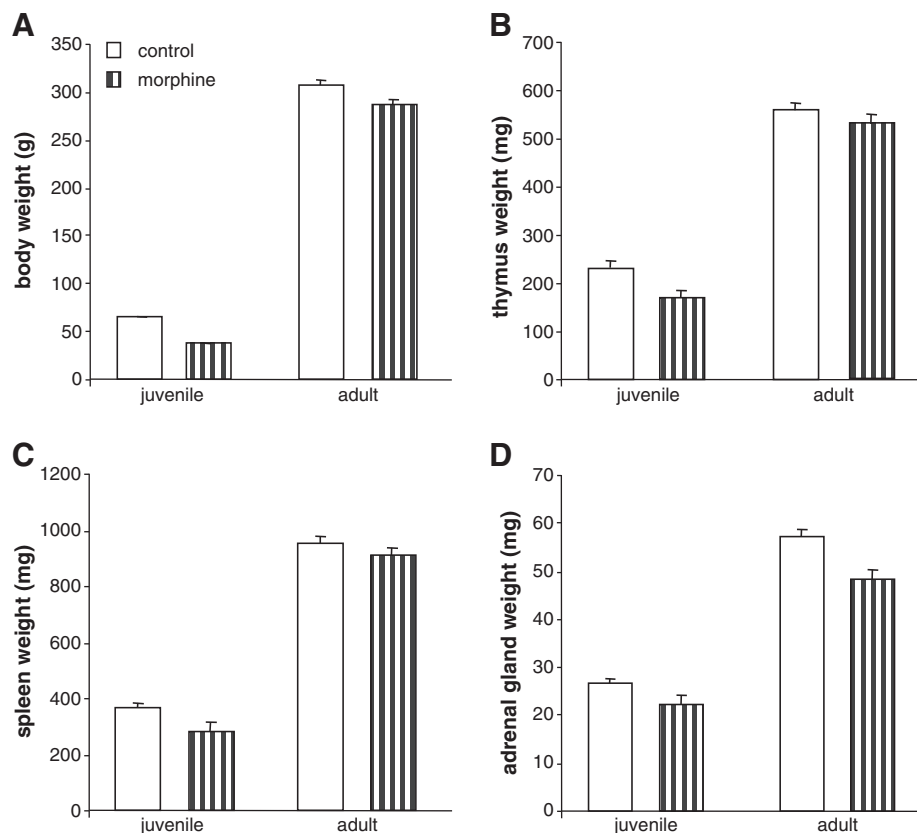 A
body weight (g)
350
300
250
200
150
100
50
0
control
morphine
juvenile adult
B
thymus weight (mg)
700
600
500
400
300
200
100
0
juvenile adult
C
spleen weight (mg)
1200
1000
800
600
400
200
0
juvenile adult
D
adrenal gland weight (mg)
70
60
50
40
30
20
10
0
juvenile adult